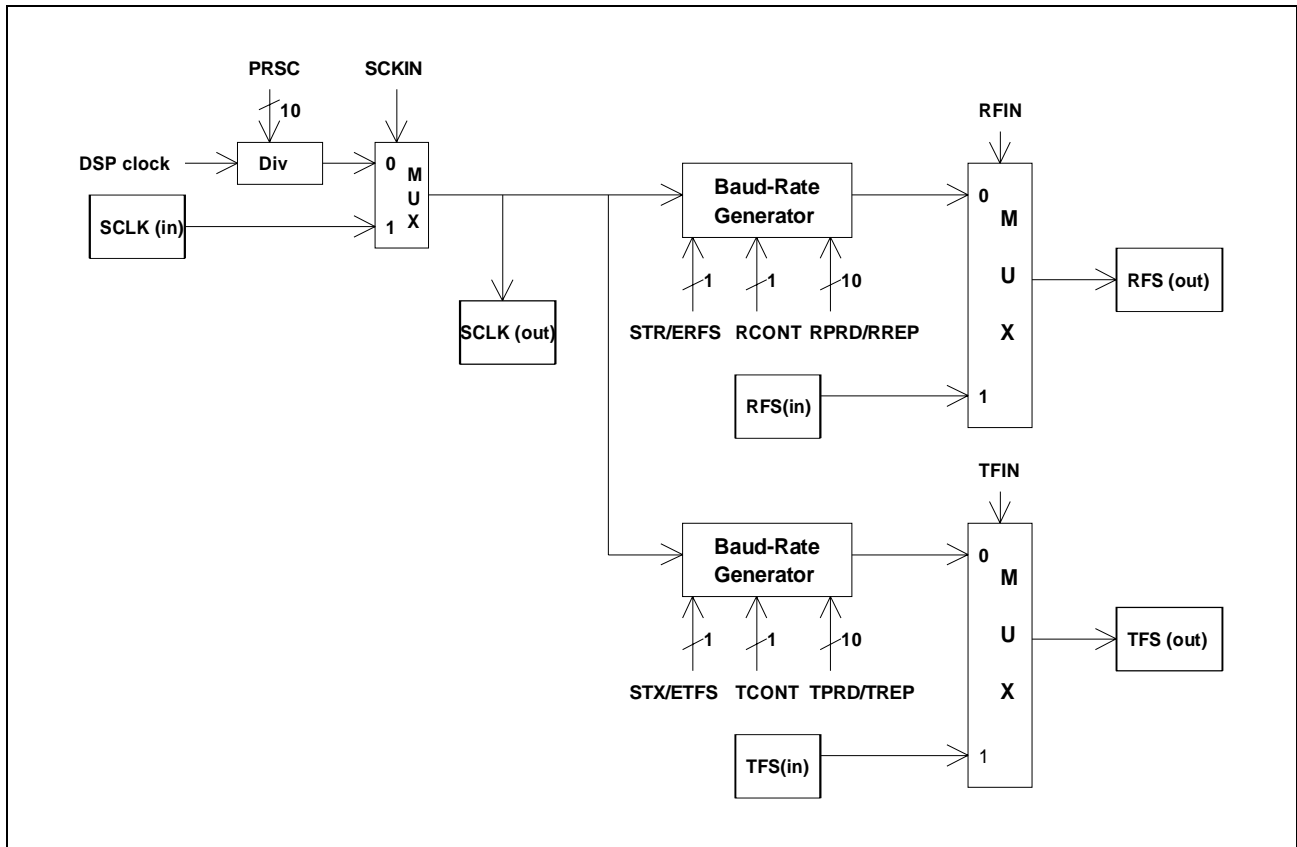 PRSC
SCKIN
10
RFIN
DSP clock
Div
0
M
U
X
1
SCLK (in)
Baud-Rate
Generator
0
M
U
X
1
RFS (out)
1
1
10
SCLK (out)
STR/ERFS
RCONT
RPRD/RREP
RFS(in)
TFIN
Baud-Rate
Generator
0
M
U
X
1
TFS (out)
1
1
10
STX/ETFS
TCONT
TPRD/TREP
TFS(in)